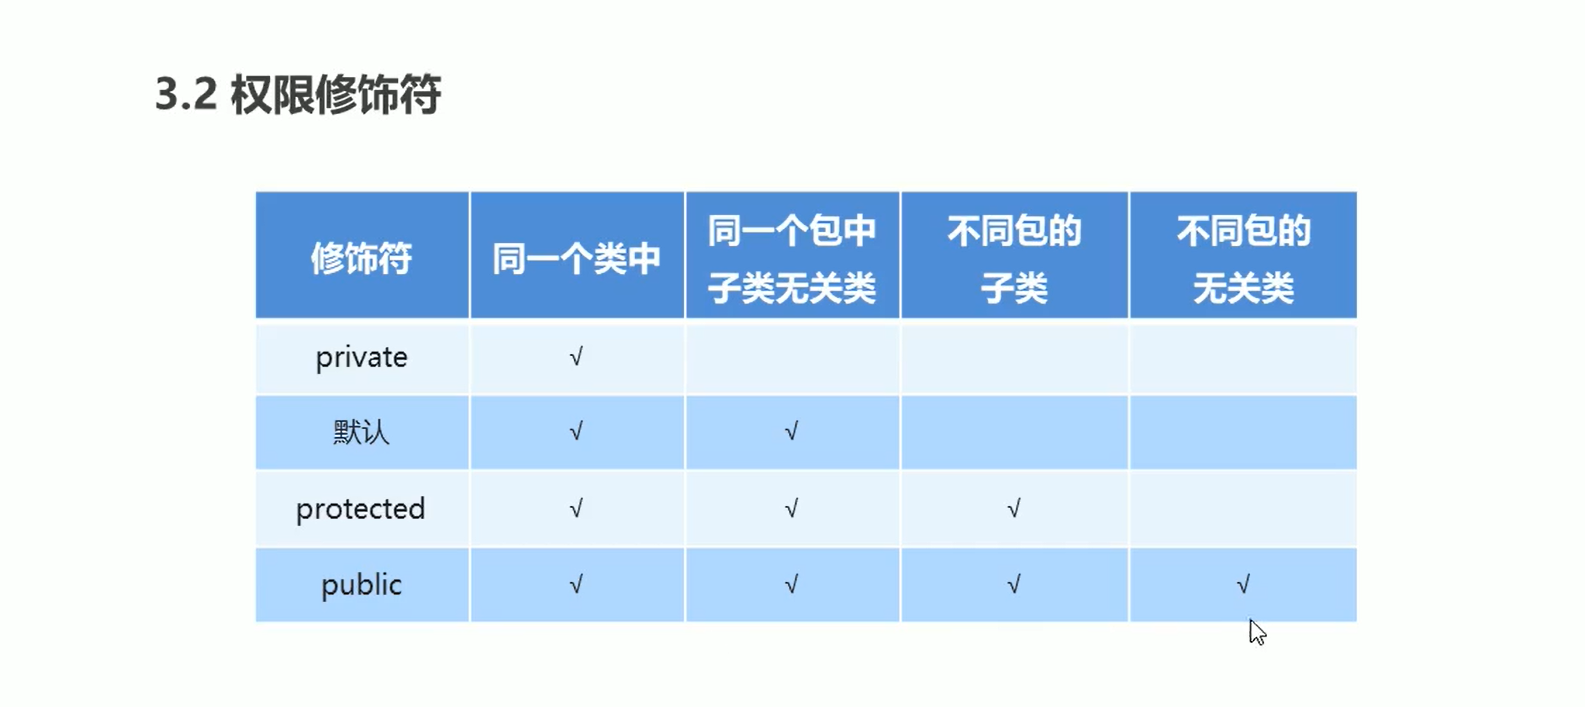 3.2 权限修饰符
修饰符 同一个类中 同一个包中 不同包的 不同包的
子类无关类 子类 无关类
private √
默认 √ √
protected √ √ √
public √ √ √ √